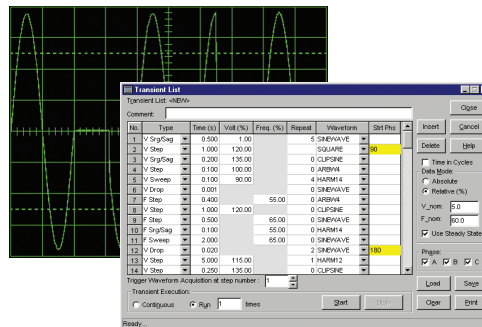 Transient List
Transient List: <NEW>
Comment:
No. Type Time (s) Volt (%) Freq. (%) Repeat Waveform Strt Phs
1 V Srg/Sag 0.500 1.00 5 SINEWAVE
2 V Step 1.000 120.00 SQUARE 90
3 V Srg/Sag 0.200 135.00 0 CLIPSINE
4 V Step 0.100 100.00 0 ARBW4
5 V Sweep 0.100 90.00 4 HARM14
6 V Drop 0.001 0 SINEWAVE
7 F Step 0.400 55.00 0 ARBW4
8 V Step 1.000 120.00 0 CLIPSINE
9 F Step 0.500 65.00 0 SINEWAVE
10 F Srg/Sag 0.100 55.00 0 HARM14
11 F Sweep 2.000 65.00 0 SINEWAVE
12 V Drop 0.020 2 SINEWAVE 180
13 V Step 5.000 115.00 1 HARM12
14 V Step 0.250 135.00 0 CLIPSINE
Trigger Waveform Acquisition at step number: 1
Transient Execution:
Continuous Run 1 times Start Stop
Ready...
Close
Insert Cancel
Delete Help
Time in Cycles
Data Mode:
Absolute
Relative (%)
V_nom: 5.0
F_nom: 60.0
Use Steady State
Phase:
A B C
Load Save
Clear Print